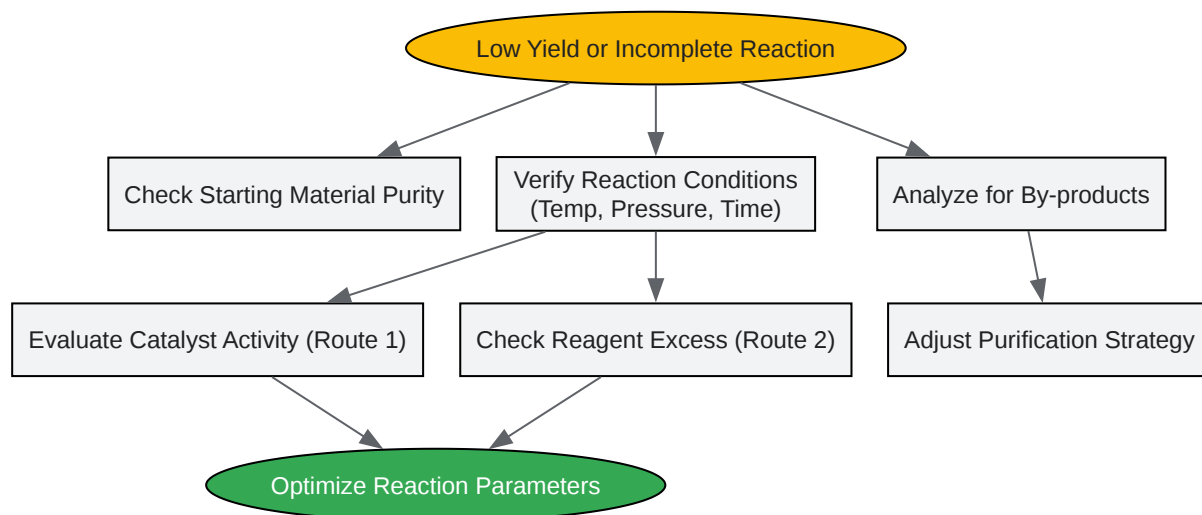 Low Yield or Incomplete Reaction
Check Starting Material Purity
Verify Reaction Conditions
(Temp, Pressure, Time)
Analyze for By-products
Evaluate Catalyst Activity (Route 1)
Check Reagent Excess (Route 2)
Adjust Purification Strategy
Optimize Reaction Parameters